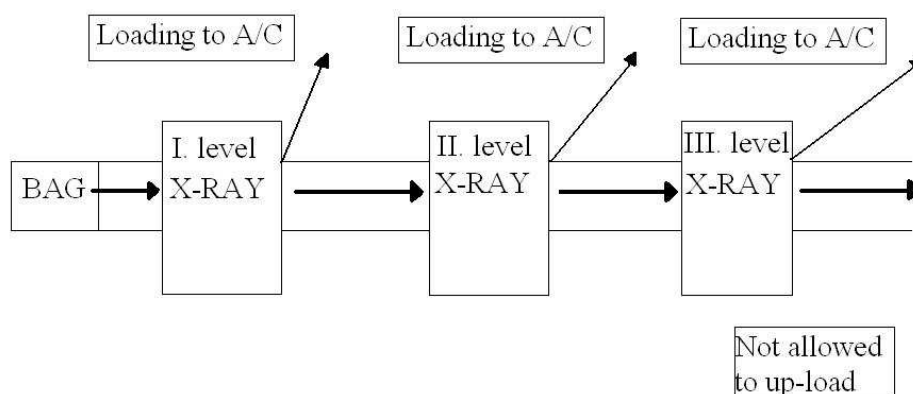 Loading to A/C
Loading to A/C
Loading to A/C
BAG
I. level
X-RAY
II. level
X-RAY
III. level
X-RAY
Not allowed
to up-load